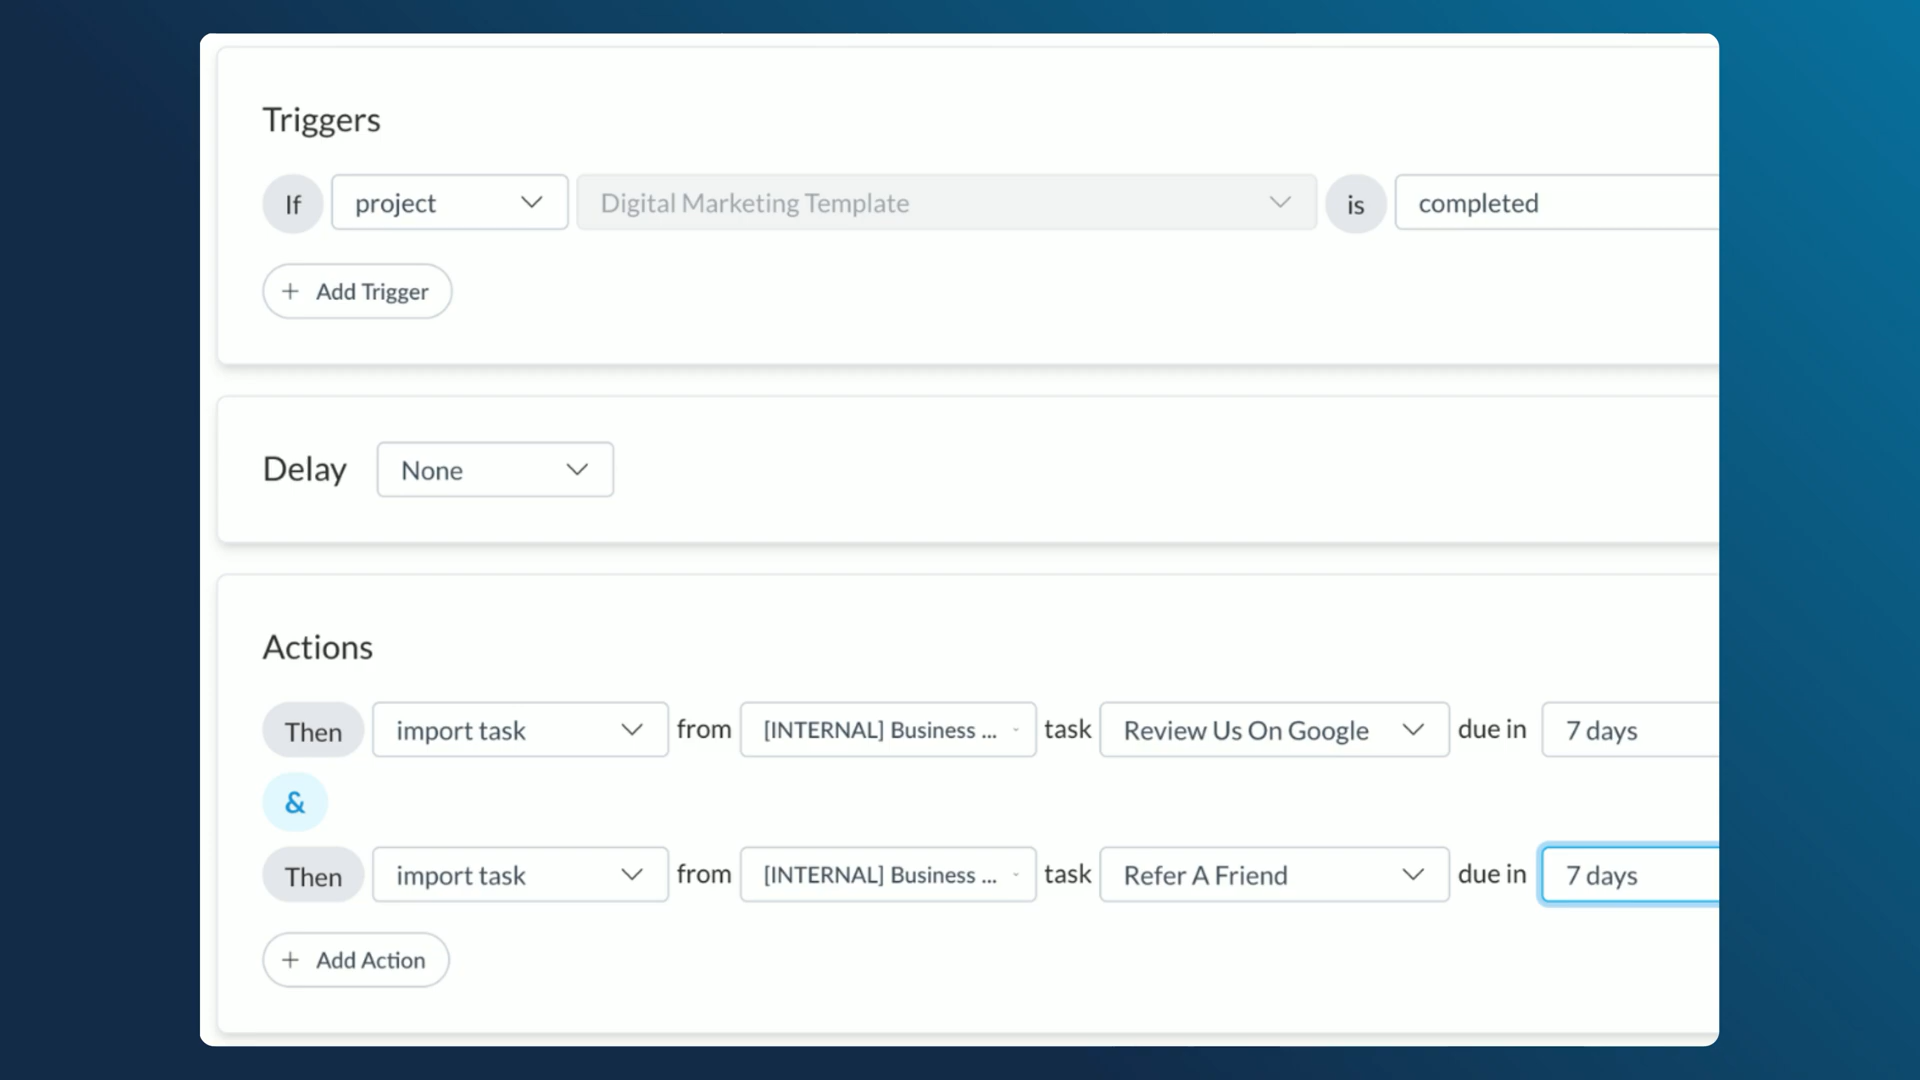 Triggers
If project Digital Marketing Template is completed
+ Add Trigger
Delay None
Actions
Then import task from [INTERNAL] Business ... task Review Us On Google due in 7 days
&
Then import task from [INTERNAL] Business ... task Refer A Friend due in 7 days
+ Add Action